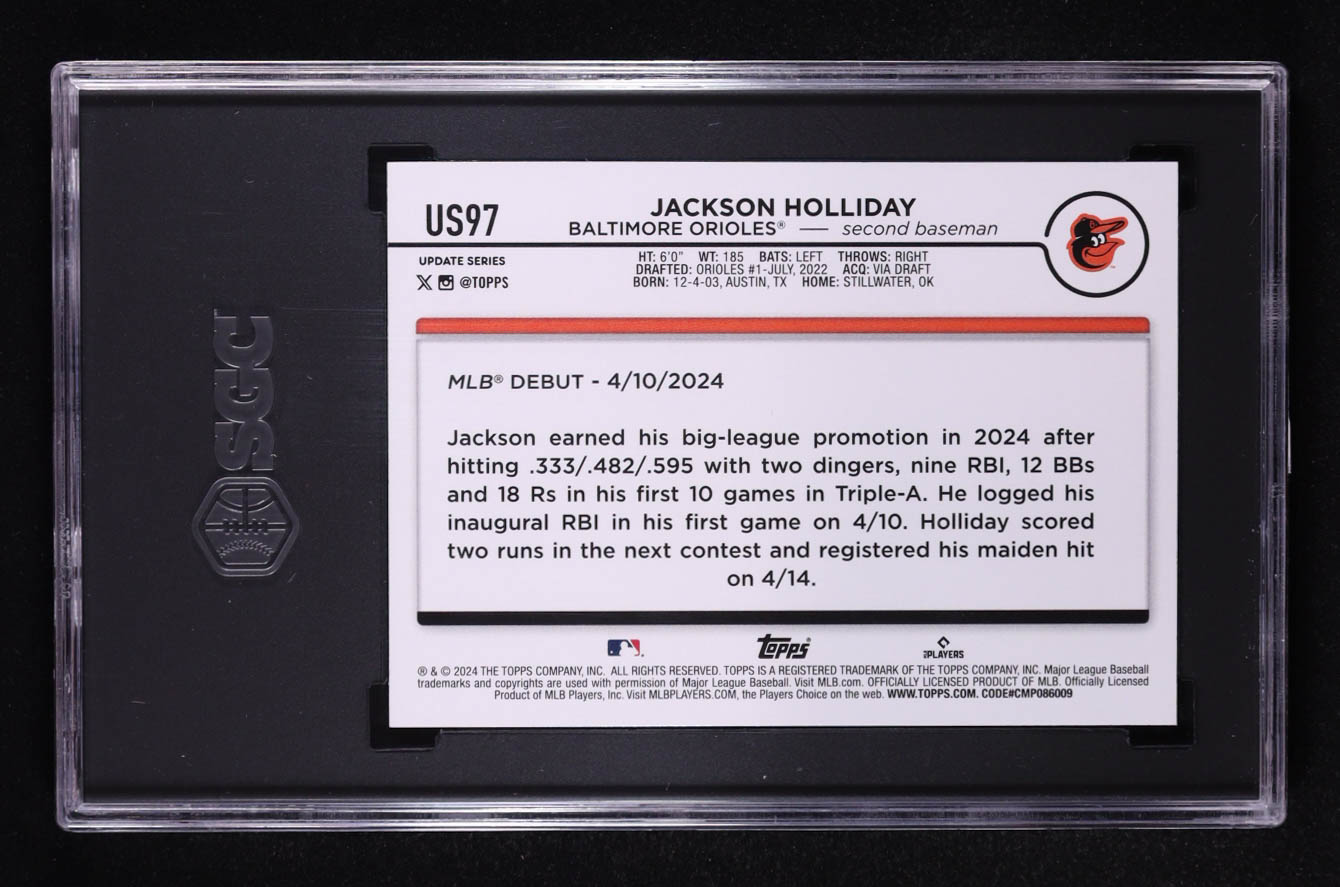 SGC
US97
JACKSON HOLLIDAY
BALTIMORE ORIOLES® — second baseman
UPDATE SERIES
@TOPPS
HT: 6'0" WT: 185 BATS: LEFT THROWS: RIGHT
DRAFTED: ORIOLES #1-JULY, 2022 ACQ: VIA DRAFT
BORN: 12-4-03, AUSTIN, TX HOME: STILLWATER, OK
MLB® DEBUT - 4/10/2024
Jackson earned his big-league promotion in 2024 after
hitting .333/.482/.595 with two dingers, nine RBI, 12 BBs
and 18 Rs in his first 10 games in Triple-A. He logged his
inaugural RBI in his first game on 4/10. Holliday scored
two runs in the next contest and registered his maiden hit
on 4/14.
Topps®
PLAYERS
® & © 2024 THE TOPPS COMPANY, INC. ALL RIGHTS RESERVED. TOPPS IS A REGISTERED TRADEMARK OF THE TOPPS COMPANY, INC. Major League Baseball
trademarks and copyrights are used with permission of Major League Baseball. Visit MLB.com. OFFICIALLY LICENSED PRODUCT OF MLB. Officially Licensed
Product of MLB Players, Inc. Visit MLBPLAYERS.COM, the Players Choice on the web. WWW.TOPPS.COM. CODE#CMP086009